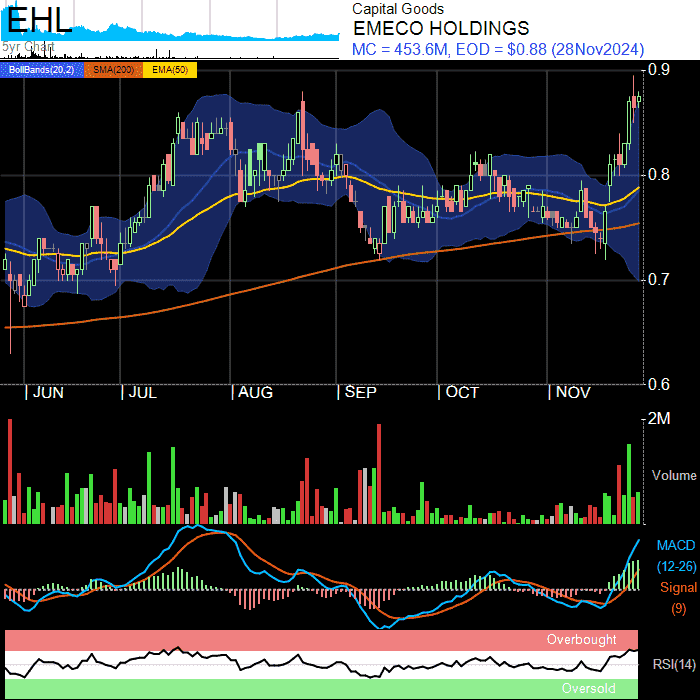 EHL
5yr Chart
Capital Goods
EMECO HOLDINGS
MC = 453.6M, EOD = $0.88 (28Nov2024)
BollBands(20,2) SMA(200) EMA(50)
0.9
0.8
0.7
0.6
JUN JUL AUG SEP OCT NOV
2M
Volume
MACD
(12-26)
Signal
(9)
Overbought
RSI(14)
Oversold